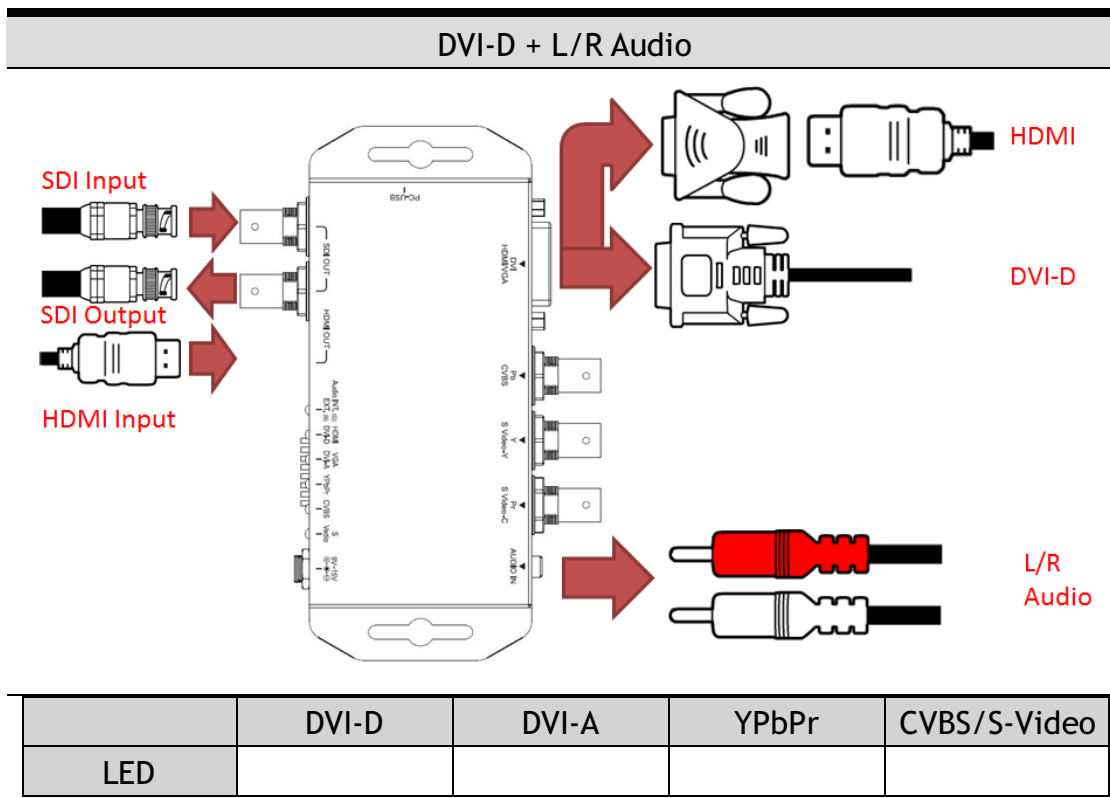 DVI-D + L/R Audio
HDMI
SDI Input
PC-USB
SDI OUT
DVI
HDMI/VGA
DVI-D
SDI Output
HDMI OUT
HDMI Input
Pb
CVBS
Audio INT.
EXT.
HDMI
DVI-D
VGA
DVI-A
YPbPr
CVBS
S
Vedio
Y
S Video-Y
Pr
S Video-C
9V~15V
AUDIO IN
L/R
Audio
DVI-D DVI-A YPbPr CVBS/S-Video
LED